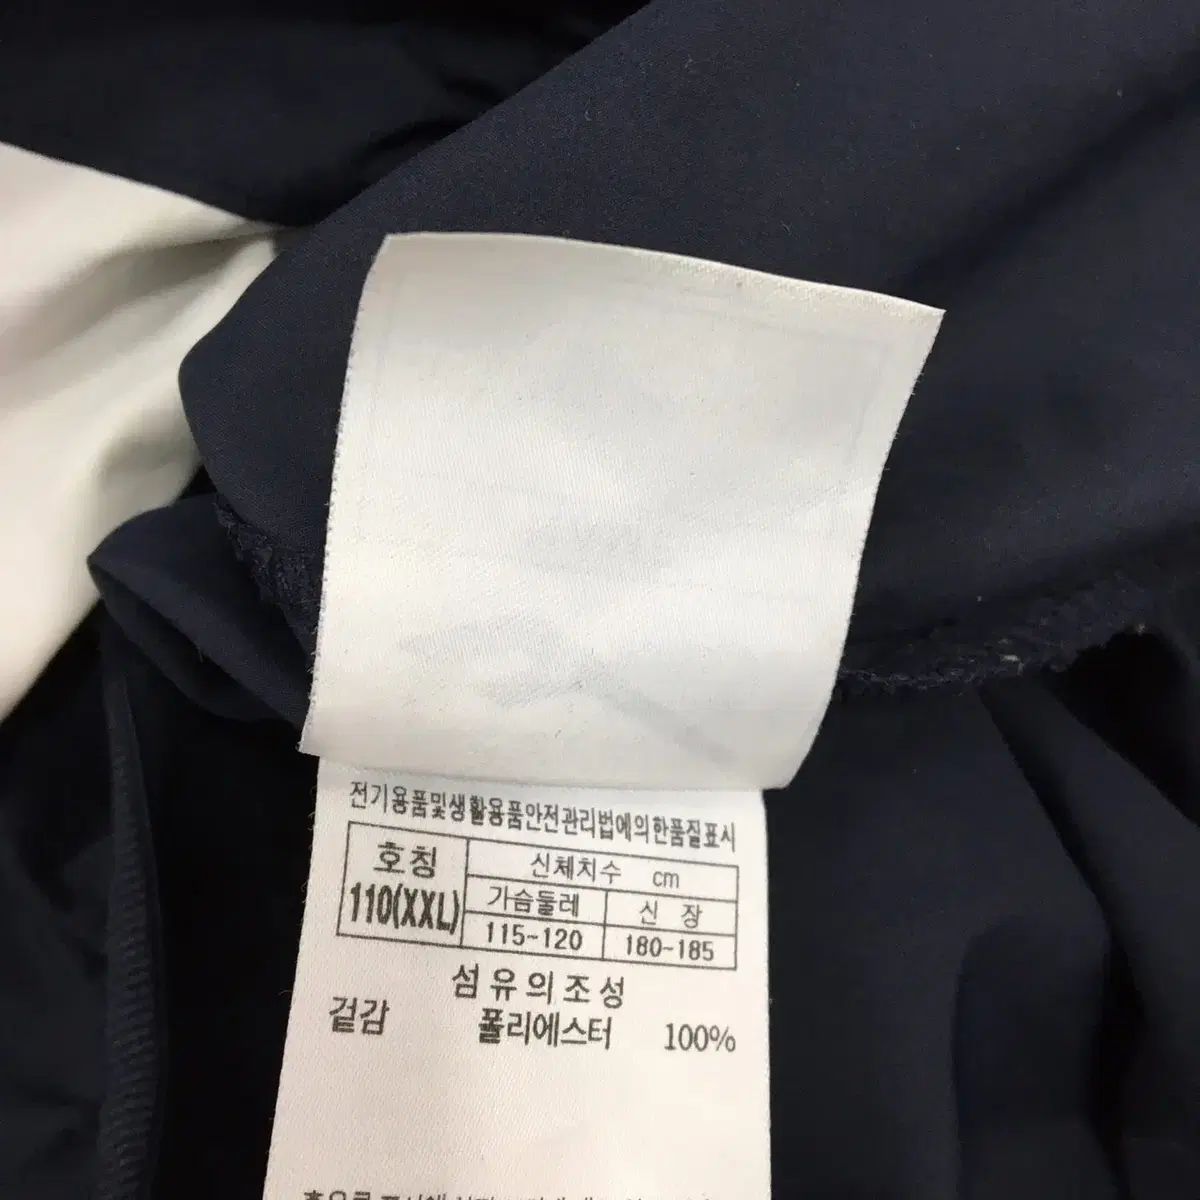 전기용품및생활용품안전관리법에의한품질표시
호칭 신체치수 cm
110(XXL) 가슴둘레 신 장
115-120 180-185
섬유의조성
겉감 폴리에스터 100%